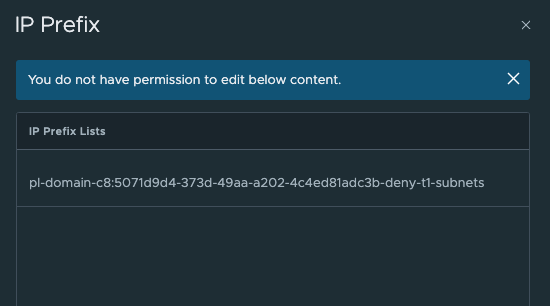 IP Prefix
You do not have permission to edit below content.
IP Prefix Lists
pl-domain-c8:5071d9d4-373d-49aa-a202-4c4ed81adc3b-deny-t1-subnets